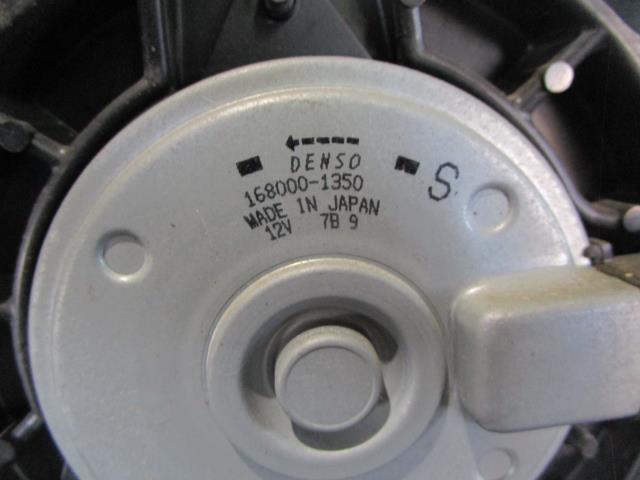 DENSO
S
168000-1350
MADE IN JAPAN
12V 7B 9